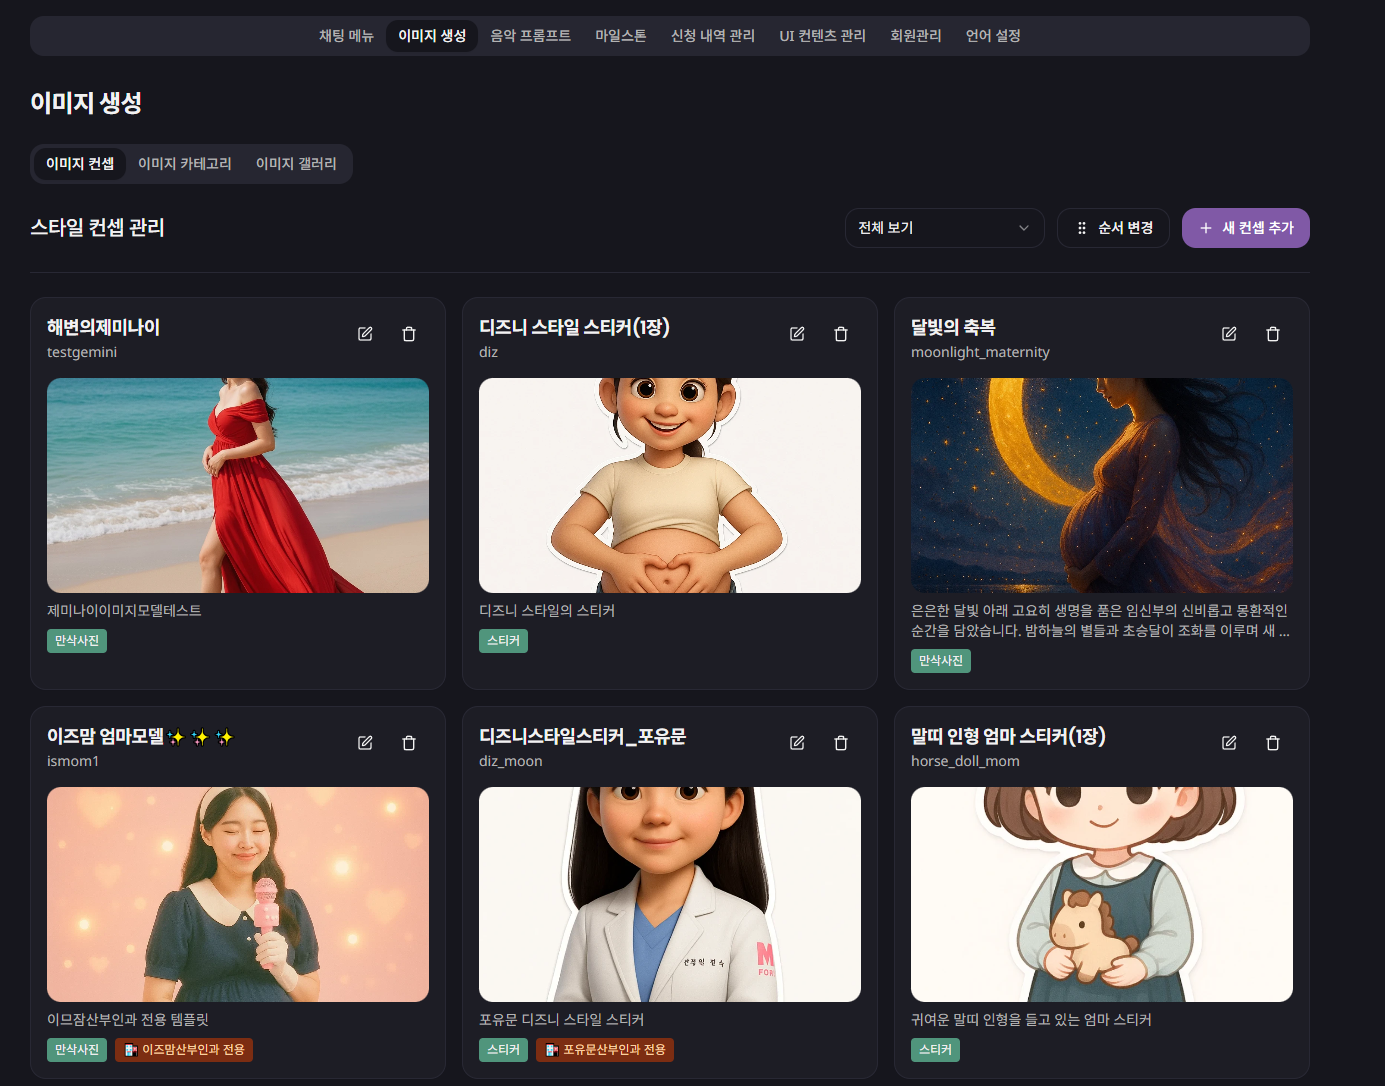 채팅 메뉴 이미지 생성 음악 프롬프트 마일스톤 신청 내역 관리 UI 컨텐츠 관리 회원관리 언어 설정
이미지 생성
이미지 컨셉 이미지 카테고리 이미지 갤러리
스타일 컨셉 관리
전체 보기
순서 변경
+ 새 컨셉 추가
해변의제미나이
testgemini
제미나이이미지모델테스트
만삭사진
디즈니 스타일 스티커(1장)
diz
디즈니 스타일의 스티커
스티커
달빛의 축복
moonlight_maternity
은은한 달빛 아래 고요히 생명을 품은 임신부의 신비롭고 몽환적인
순간을 담았습니다. 밤하늘의 별들과 초승달이 조화를 이루며 새 ...
만삭사진
이즈맘 엄마모델✨ ✨ ✨
ismom1
이므잠산부인과 전용 템플릿
만삭사진 이즈맘산부인과 전용
디즈니스타일스티커_포유문
diz_moon
M
FOR
포유문 디즈니 스타일 스티커
스티커 포유문산부인과 전용
말띠 인형 엄마 스티커(1장)
horse_doll_mom
귀여운 말띠 인형을 들고 있는 엄마 스티커
스티커